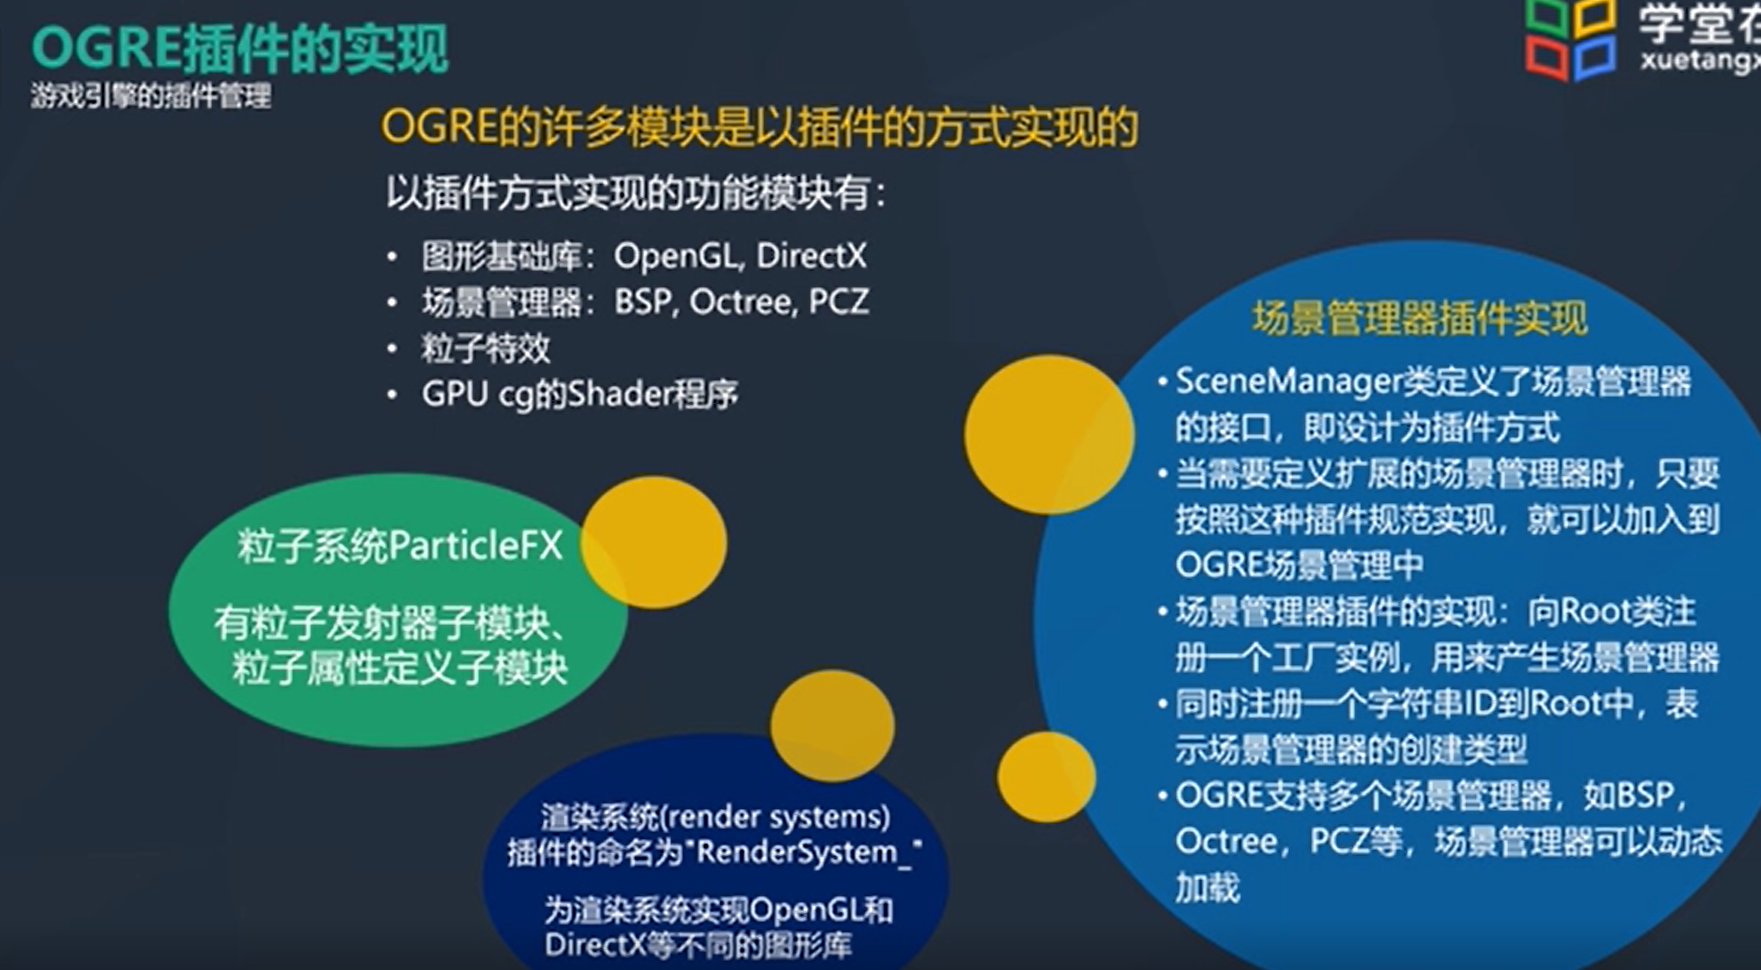 OGRE插件的实现
游戏引擎的插件管理
学堂在
xuetangx
OGRE的许多模块是以插件的方式实现的
以插件方式实现的功能模块有：
• 图形基础库：OpenGL, DirectX
• 场景管理器：BSP, Octree, PCZ
• 粒子特效
• GPU cg的Shader程序
粒子系统ParticleFX
有粒子发射器子模块、
粒子属性定义子模块
渲染系统(render systems)
插件的命名为"RenderSystem_"
为渲染系统实现OpenGL和
DirectX等不同的图形库
场景管理器插件实现
• SceneManager类定义了场景管理器
的接口，即设计为插件方式
• 当需要定义扩展的场景管理器时，只要
按照这种插件规范实现，就可以加入到
OGRE场景管理中
• 场景管理器插件的实现：向Root类注
册一个工厂实例，用来产生场景管理器
• 同时注册一个字符串ID到Root中，表
示场景管理器的创建类型
• OGRE支持多个场景管理器，如BSP，
Octree，PCZ等，场景管理器可以动态
加载